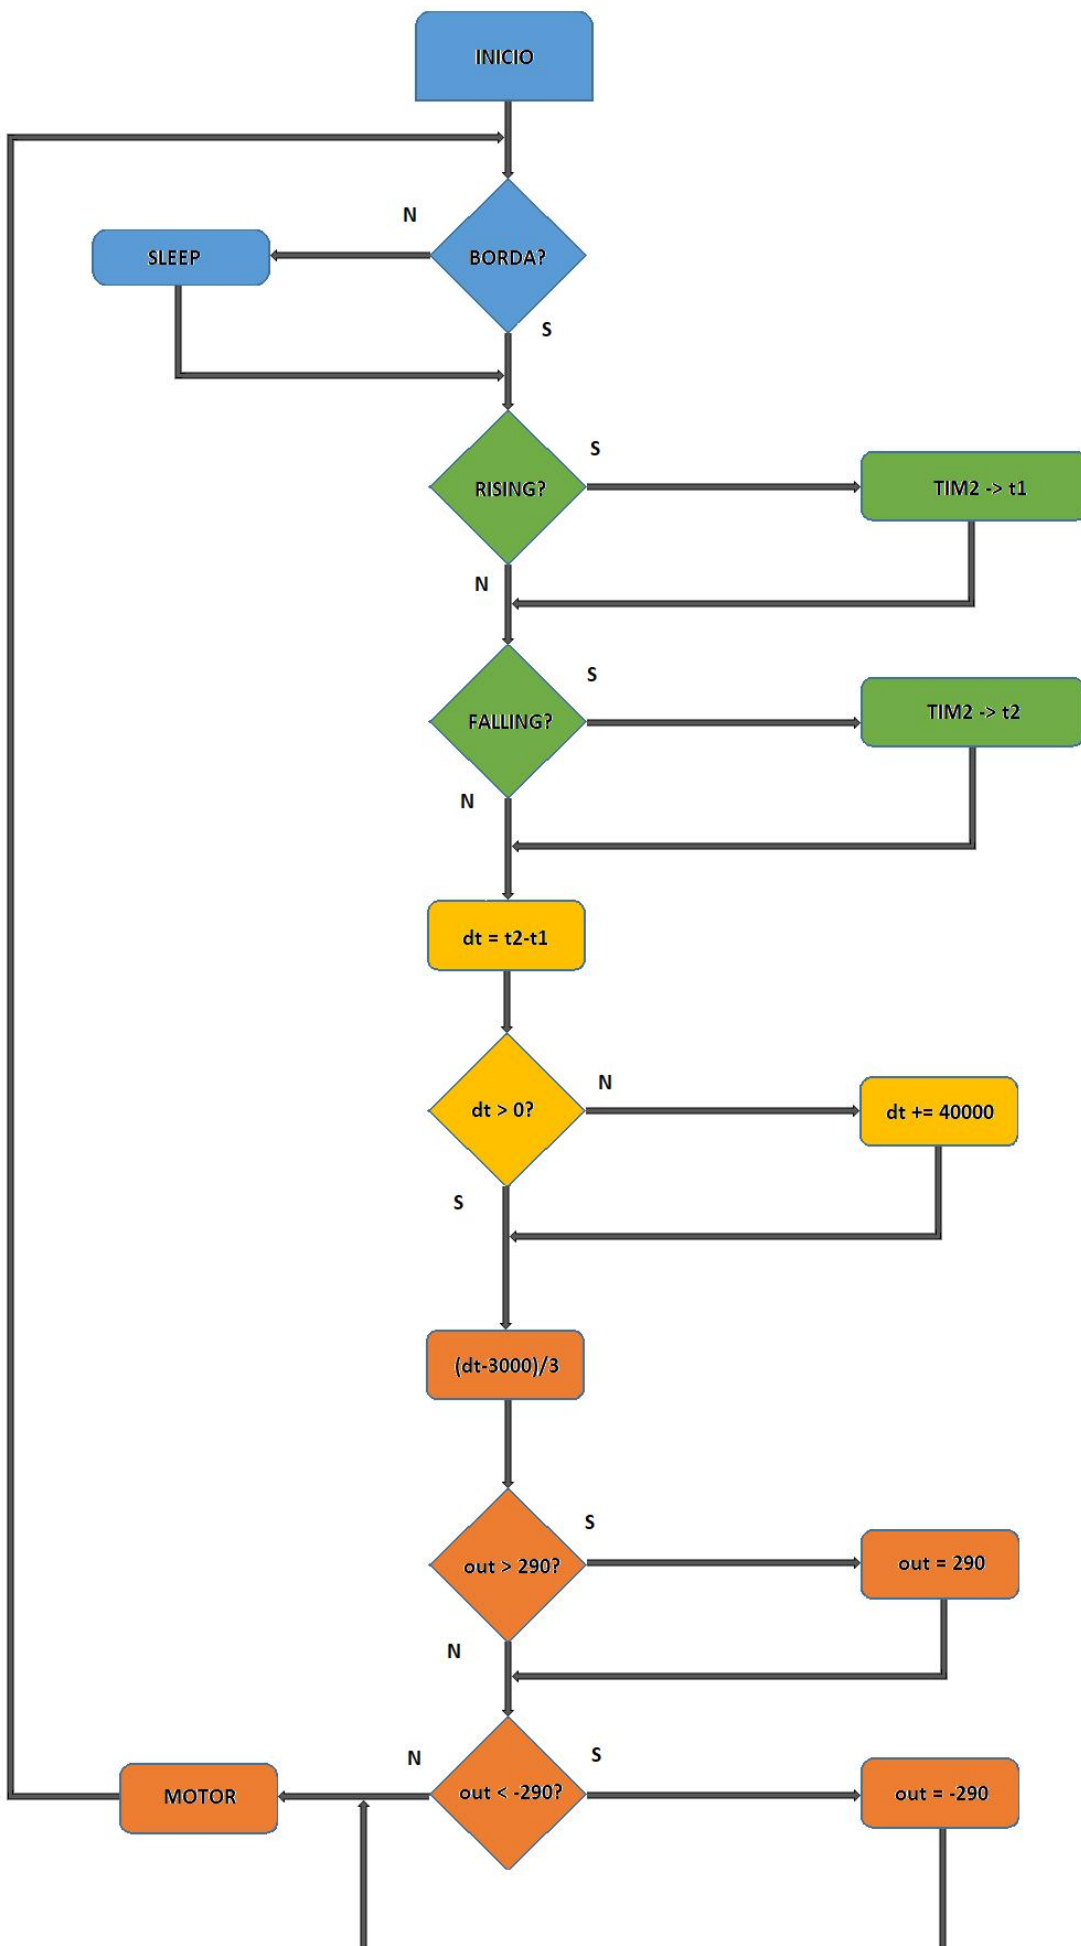 INICIO
N
SLEEP
BORDA?
S
S
RISING?
TIM2 -> t1
N
S
FALLING?
TIM2 -> t2
N
dt = t2-t1
N
dt > 0?
dt += 40000
S
(dt-3000)/3
S
out > 290?
out = 290
N
N
S
MOTOR
out < -290?
out = -290